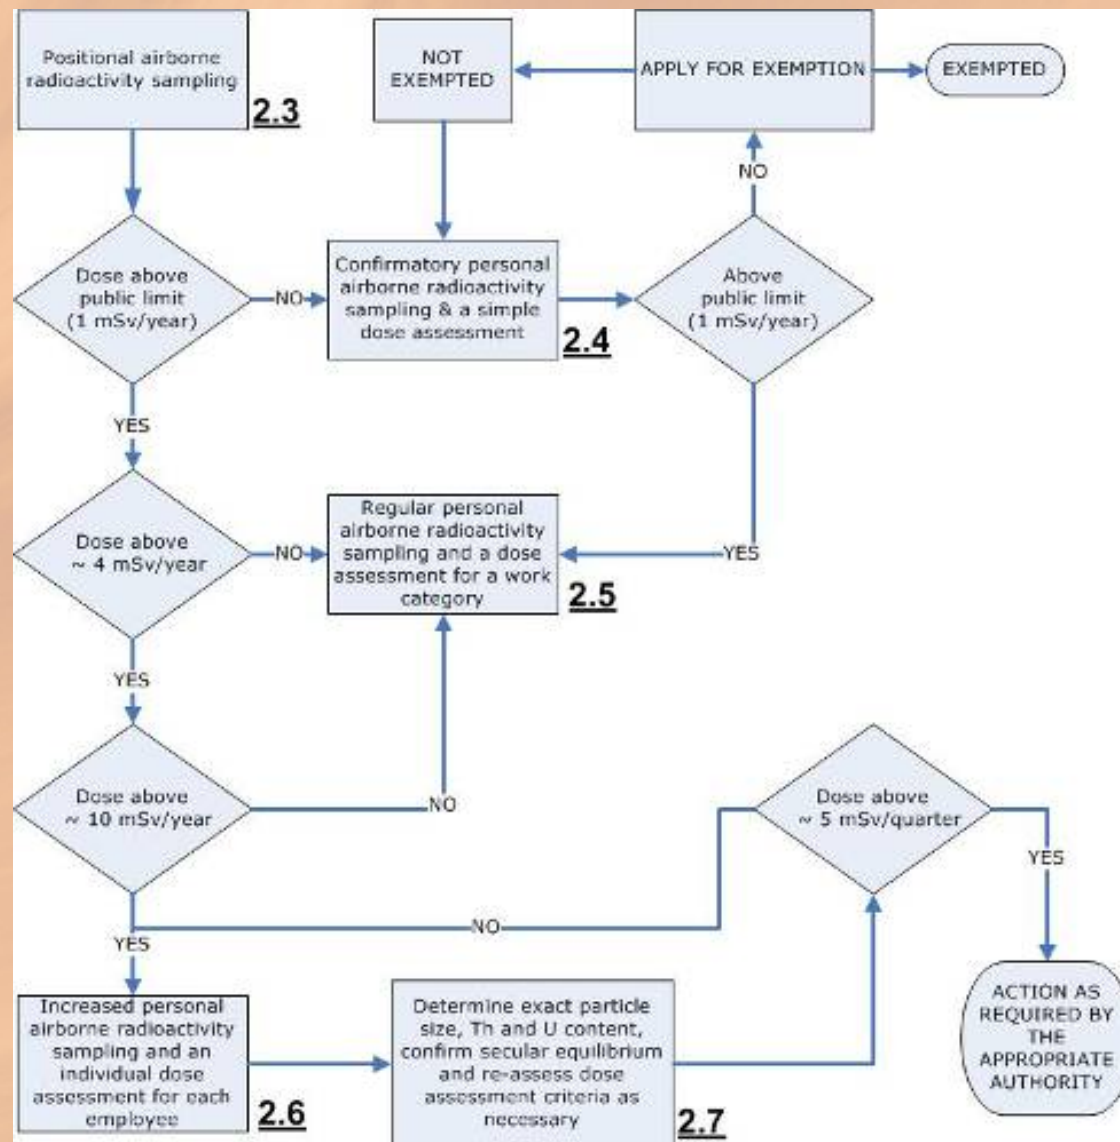 Positional airborne
radioactivity sampling
2.3
NOT
EXEMPTED
APPLY FOR EXEMPTION
EXEMPTED
NO
Dose above
public limit
(1 mSv/year)
NO
Confirmatory personal
airborne radioactivity
sampling & a simple
dose assessment
2.4
Above
public limit
(1 mSv/year)
YES
Dose above
~ 4 mSv/year
NO
Regular personal
airborne radioactivity
sampling and a dose
assessment for a work
category
2.5
YES
YES
Dose above
~ 10 mSv/year
NO
Dose above
~ 5 mSv/quarter
YES
NO
YES
Increased personal
airborne radioactivity
sampling and an
individual dose
assessment for each
employee
2.6
Determine exact particle
size, Th and U content,
confirm secular equilibrium
and re-assess dose
assessment criteria as
necessary
2.7
ACTION AS
REQUIRED BY
THE
APPROPRIATE
AUTHORITY